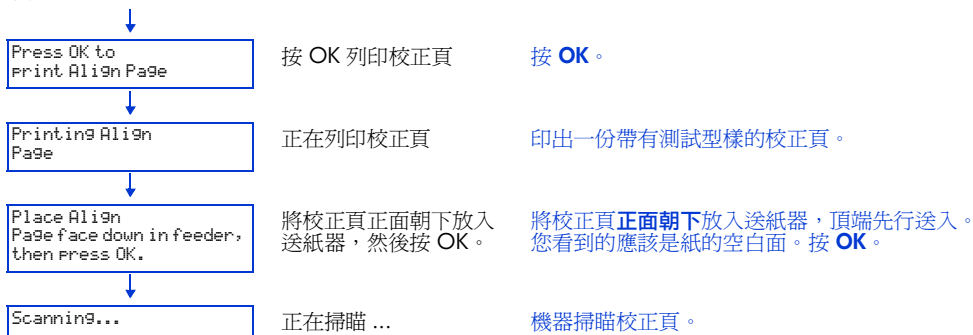 Press OK to
print Align Page
按 OK 列印校正頁
按 OK。
Printing Align
Page
正在列印校正頁
印出一份帶有測試型樣的校正頁。
Place Align
Page face down in feeder,
then press OK.
將校正頁正面朝下放入
送紙器，然後按 OK。
將校正頁正面朝下放入送紙器，頂端先行送入。
您看到的應該是紙的空白面。按 OK。
Scanning...
正在掃瞄 ...
機器掃瞄校正頁。